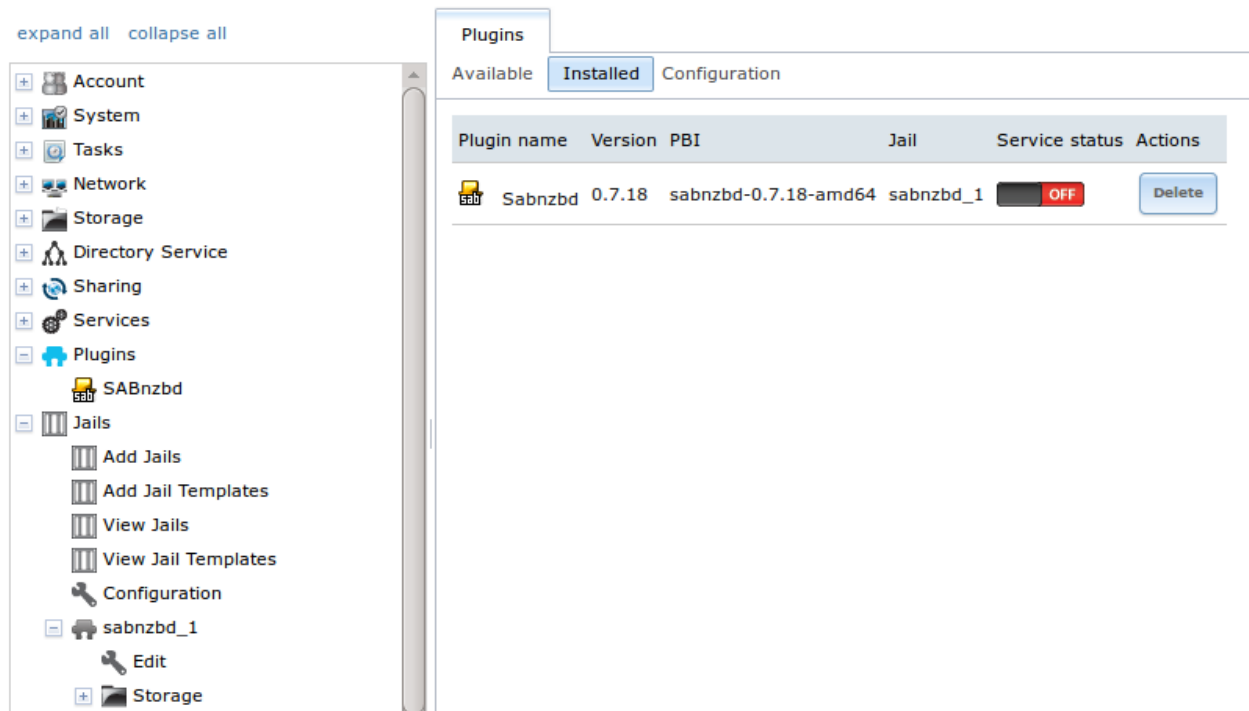 expand all collapse all
Account
System
Tasks
Network
Storage
Directory Service
Sharing
Services
Plugins
SABnzbd
Jails
Add Jails
Add Jail Templates
View Jails
View Jail Templates
Configuration
sabnzbd_1
Edit
Storage
Plugins
Available Installed Configuration
Plugin name Version PBI Jail Service status Actions
sab Sabnzbd 0.7.18 sabnzbd-0.7.18-amd64 sabnzbd_1 OFF Delete